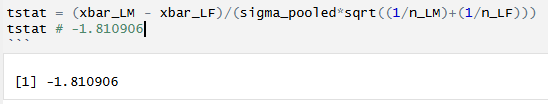 tstat = (xbar_LM - xbar_LF)/(sigma_pooled*sqrt((1/n_LM)+(1/n_LF)))
tstat # -1.810906
```
[1] -1.810906